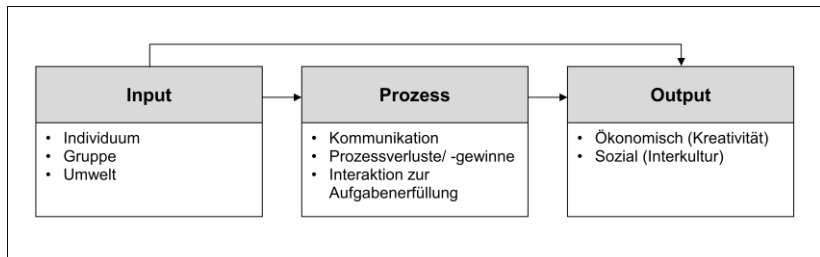 Input
• Individuum
• Gruppe
• Umwelt
Prozess
• Kommunikation
• Prozessverluste/ -gewinne
• Interaktion zur
Aufgabenerfüllung
Output
• Ökonomisch (Kreativität)
• Sozial (Interkultur)